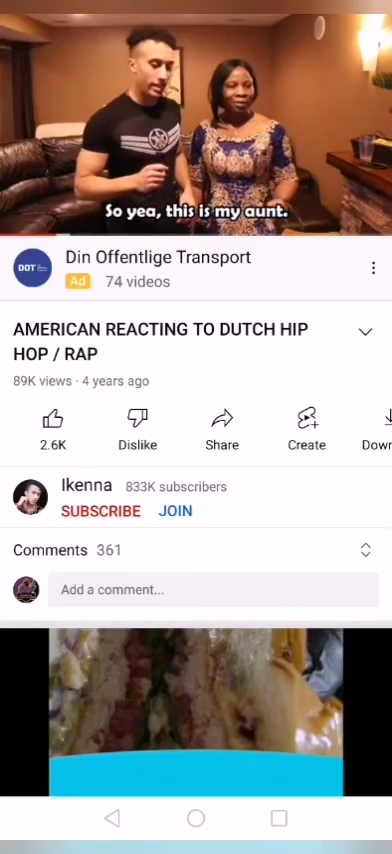 So yea, this is my aunt.
DOT
Din Offentlige Transport
Ad 74 videos
AMERICAN REACTING TO DUTCH HIP
HOP / RAP
89K views · 4 years ago
2.6K Dislike Share Create Down
Ikenna 833K subscribers
SUBSCRIBE JOIN
Comments 361
Add a comment...